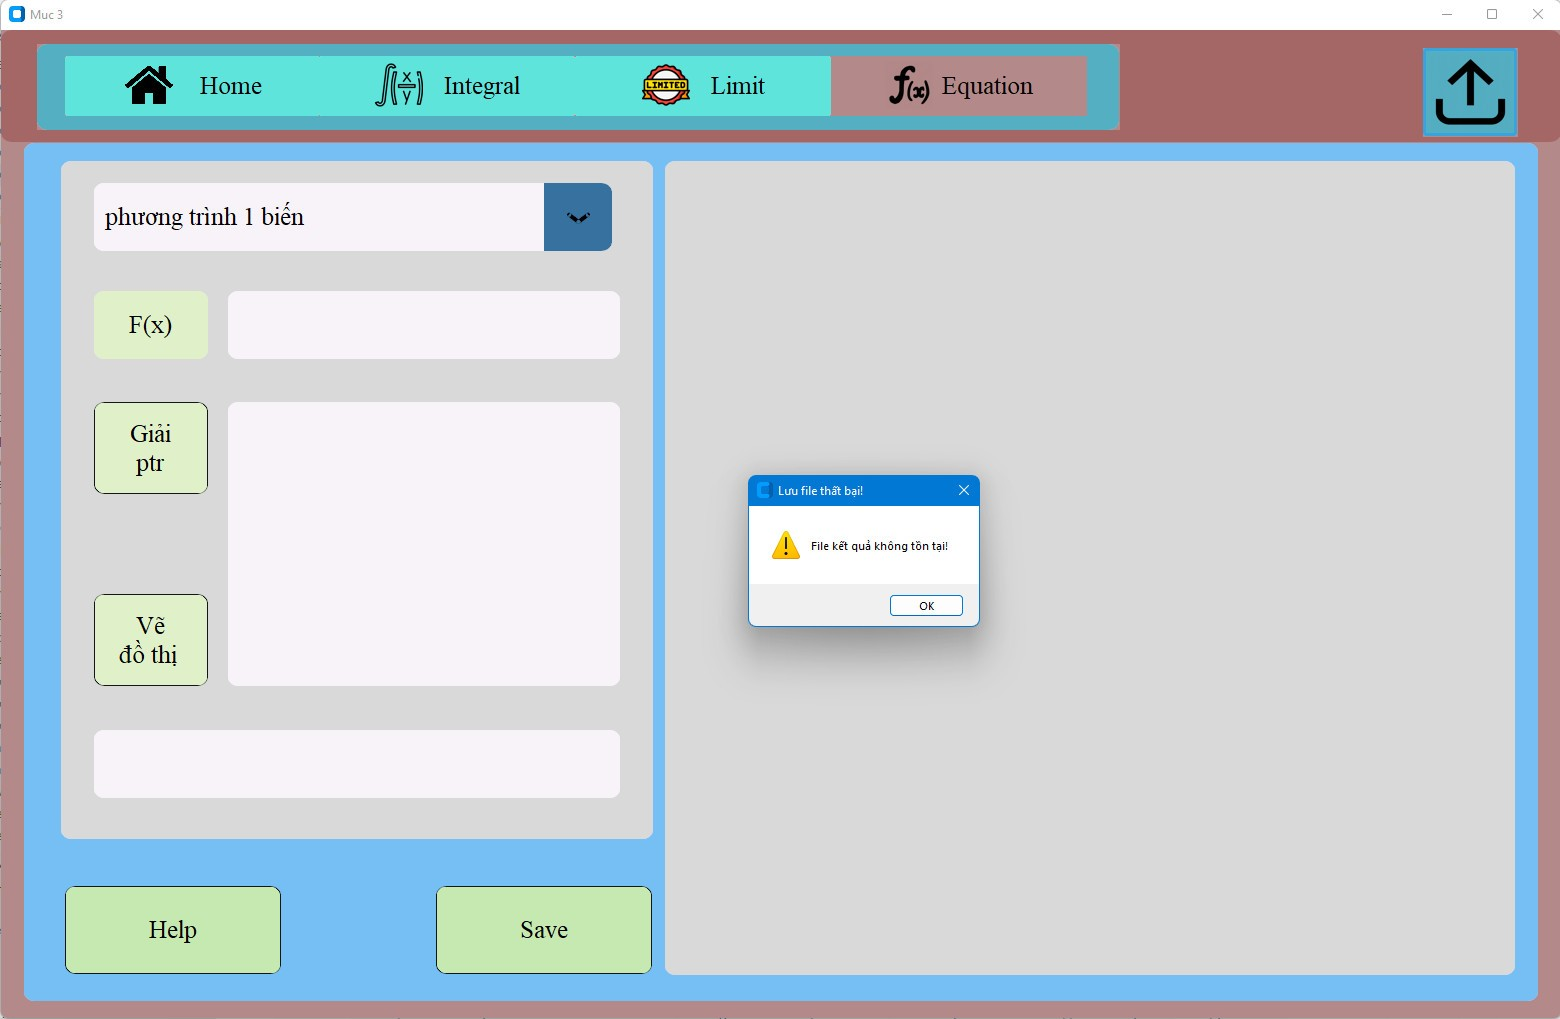 Muc 3
Home
Integral
LIMITED
Limit
f(x)
Equation
x
y
phương trình 1 biến
F(x)
Giải
ptr
Vẽ
đồ thị
Help
Save
Lưu file thất bại!
File kết quả không tồn tại!
OK